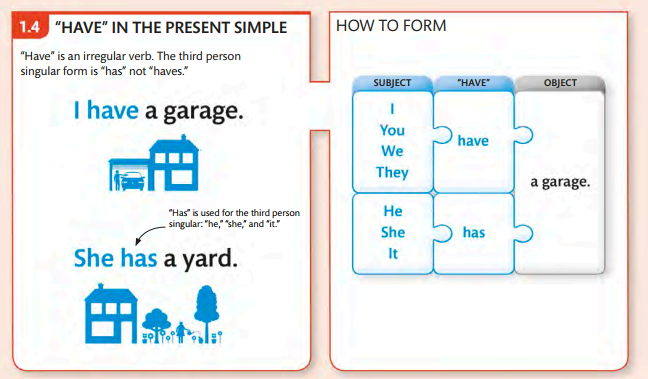 1.4 "HAVE" IN THE PRESENT SIMPLE
"Have" is an irregular verb. The third person
singular form is "has" not "haves."
I have a garage.
"Has" is used for the third person
singular: "he," "she," and "it."
She has a yard.
HOW TO FORM
SUBJECT "HAVE" OBJECT
I
You
We
They
have
He
She
It
has
a garage.